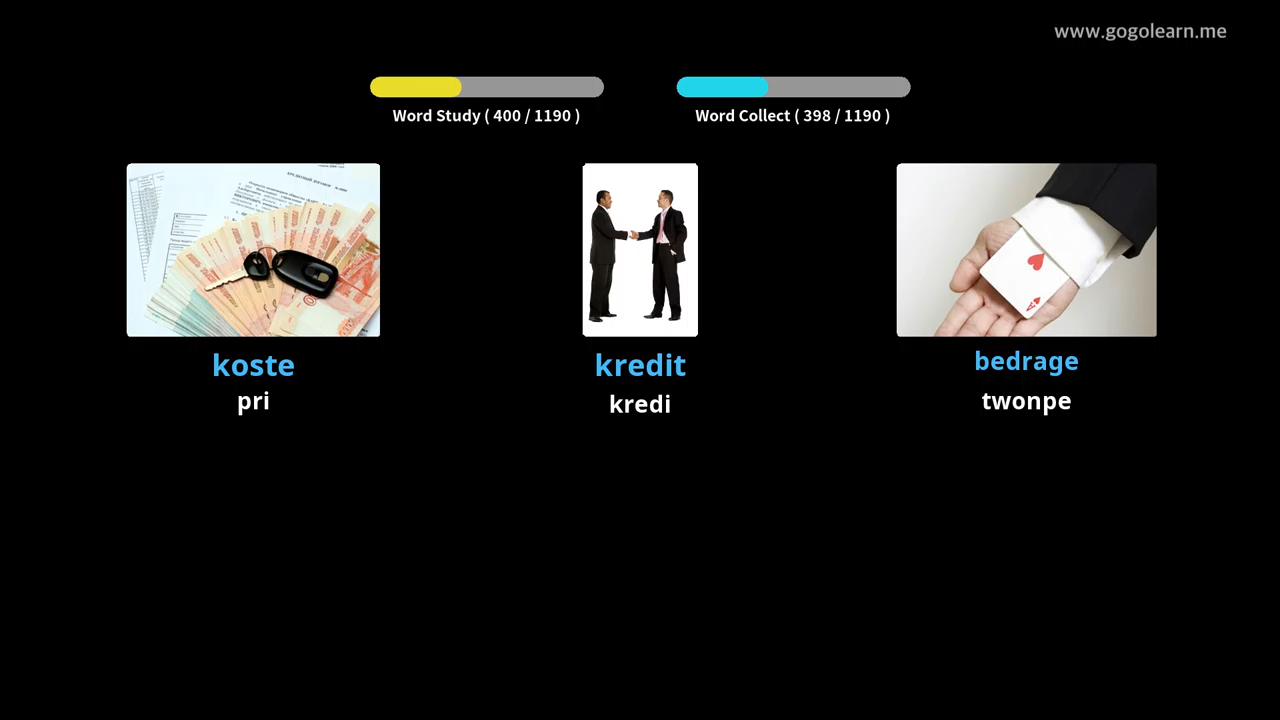 www.gogolearn.me
Word Study ( 400 / 1190 )
Word Collect ( 398 / 1190 )
koste
kredit
bedrage
pri
kredi
twonpe